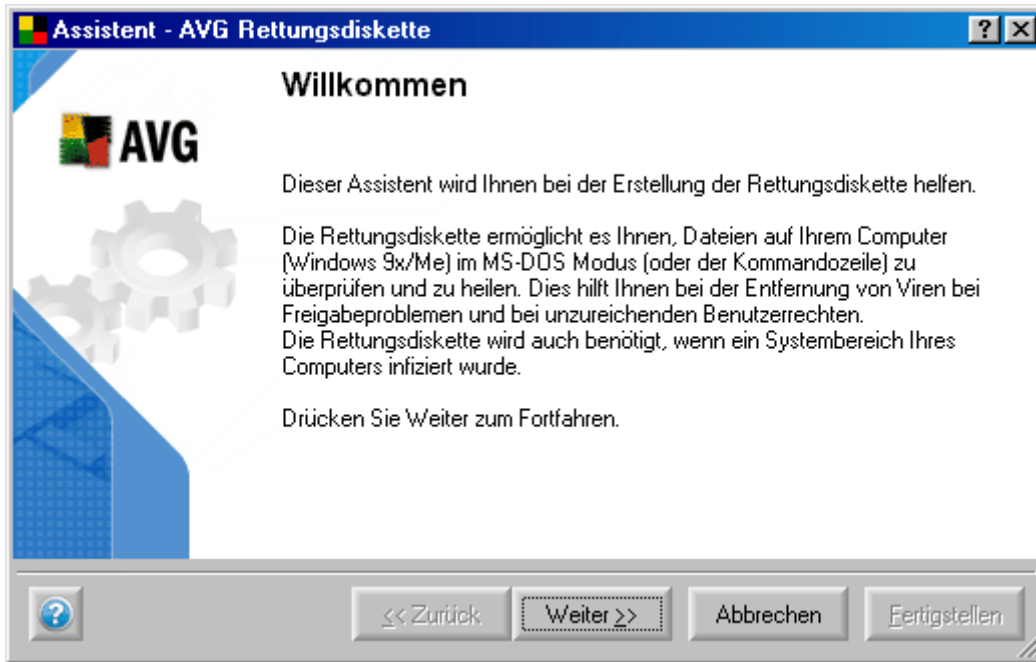 Assistent - AVG Rettungsdiskette
Willkommen
AVG
Dieser Assistent wird Ihnen bei der Erstellung der Rettungsdiskette helfen.
Die Rettungsdiskette ermöglicht es Ihnen, Dateien auf Ihrem Computer
(Windows 9x/Me) im MS-DOS Modus (oder der Kommandozeile) zu
überprüfen und zu heilen. Dies hilft Ihnen bei der Entfernung von Viren bei
Freigabeproblemen und bei unzureichenden Benutzerrechten.
Die Rettungsdiskette wird auch benötigt, wenn ein Systembereich Ihres
Computers infiziert wurde.
Drücken Sie Weiter zum Fortfahren.
<< Zurück Weiter >> Abbrechen Fertigstellen